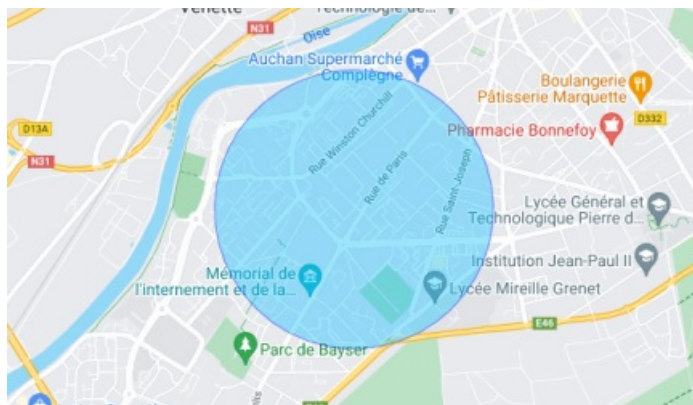 Venette
Technologie de...
N31
Oise
Auchan Supermarché
Complègne
Boulangerie
Pâtisserie Marquette
Rue Winston Churchill
D13A
D332
Pharmacie Bonnefoy
N31
Rue de Paris
Rue Saint-Joseph
Lycée Général et
Technologique Pierre d...
Mémorial de
l'internement et de la...
Institution Jean-Paul II
Lycée Mireille Grenet
E46
Parc de Bayser